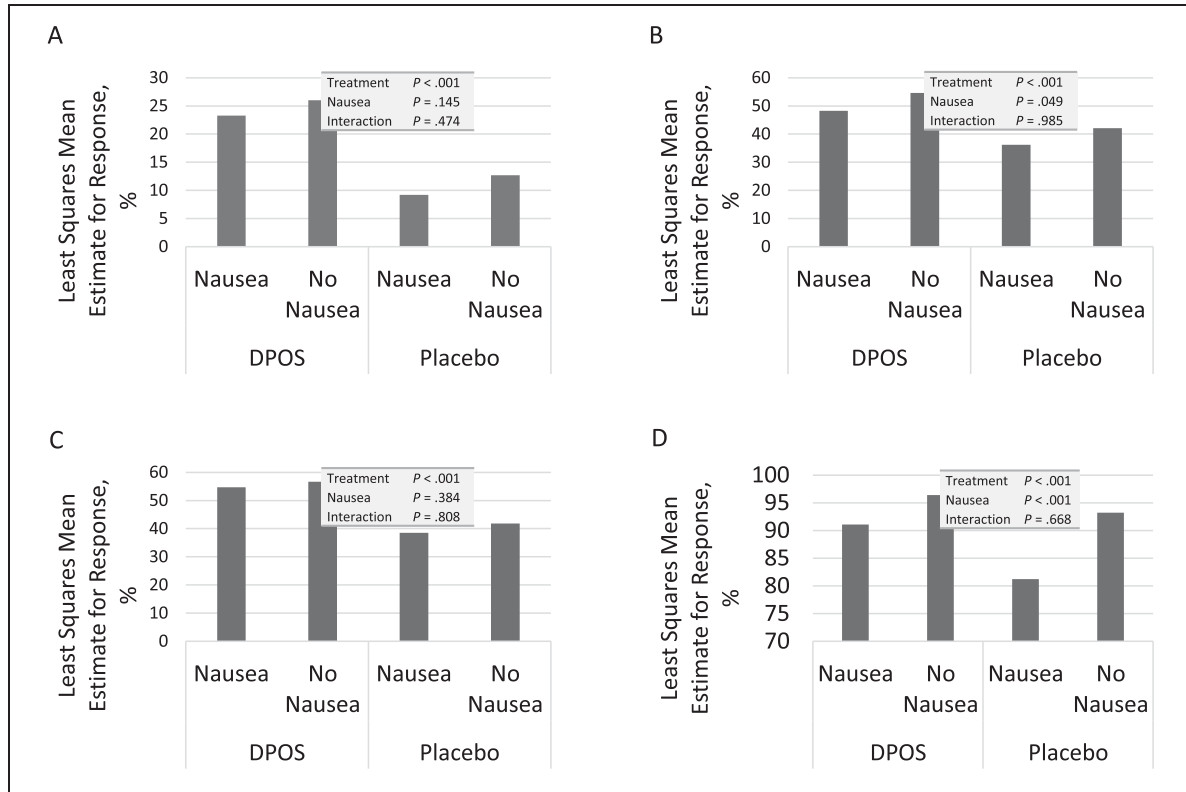 A
Least Squares Mean
Estimate for Response,
%
30
25
20
15
10
5
0
Treatment P < .001
Nausea P = .145
Interaction P = .474
Nausea No Nausea No
Nausea Nausea
DPOS Placebo
B
Least Squares Mean
Estimate for Response,
%
60
50
40
30
20
10
0
Treatment P < .001
Nausea P = .049
Interaction P = .985
Nausea No Nausea No
Nausea Nausea
DPOS Placebo
C
Least Squares Mean
Estimate for Response,
%
60
50
40
30
20
10
0
Treatment P < .001
Nausea P = .384
Interaction P = .808
Nausea No Nausea No
Nausea Nausea
DPOS Placebo
D
Least Squares Mean
Estimate for Response,
%
100
95
90
85
80
75
70
Treatment P < .001
Nausea P < .001
Interaction P = .668
Nausea No Nausea No
Nausea Nausea
DPOS Placebo